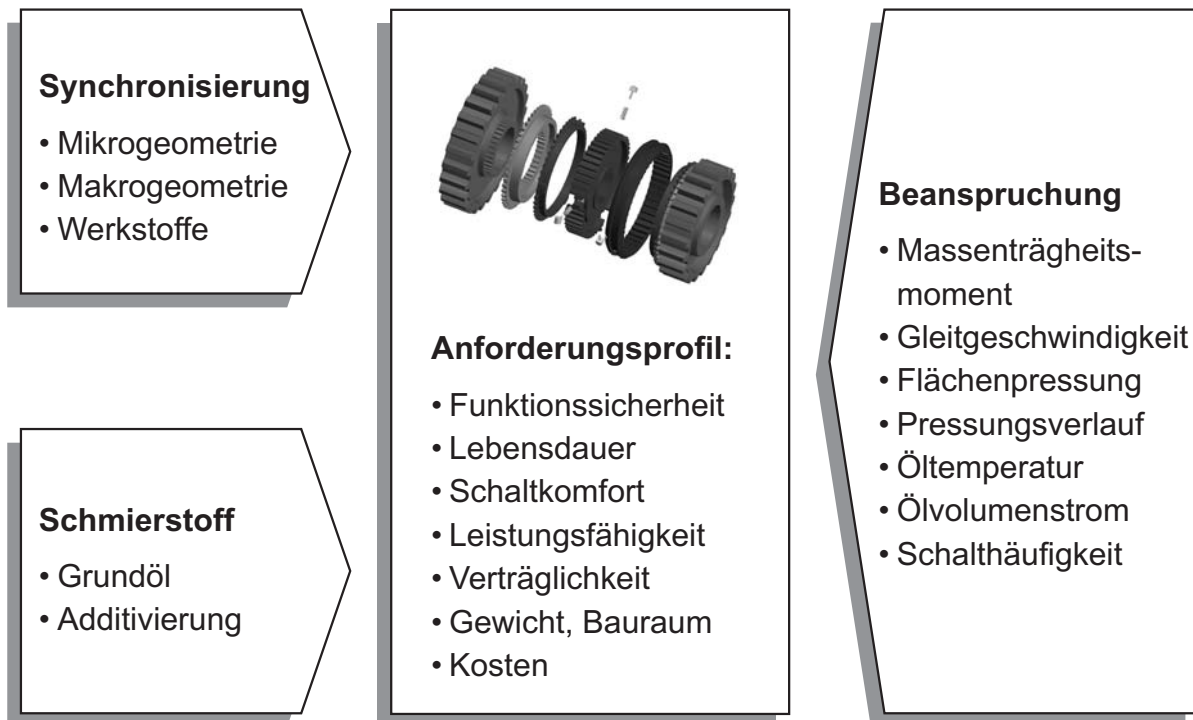 Synchronisierung
• Mikrogeometrie
• Makrogeometrie
• Werkstoffe
Schmierstoff
• Grundöl
• Additivierung
Anforderungsprofil:
• Funktionssicherheit
• Lebensdauer
• Schaltkomfort
• Leistungsfähigkeit
• Verträglichkeit
• Gewicht, Bauraum
• Kosten
Beanspruchung
• Massenträgheits-
moment
• Gleitgeschwindigkeit
• Flächenpressung
• Pressungsverlauf
• Öltemperatur
• Ölvolumenstrom
• Schalthäufigkeit